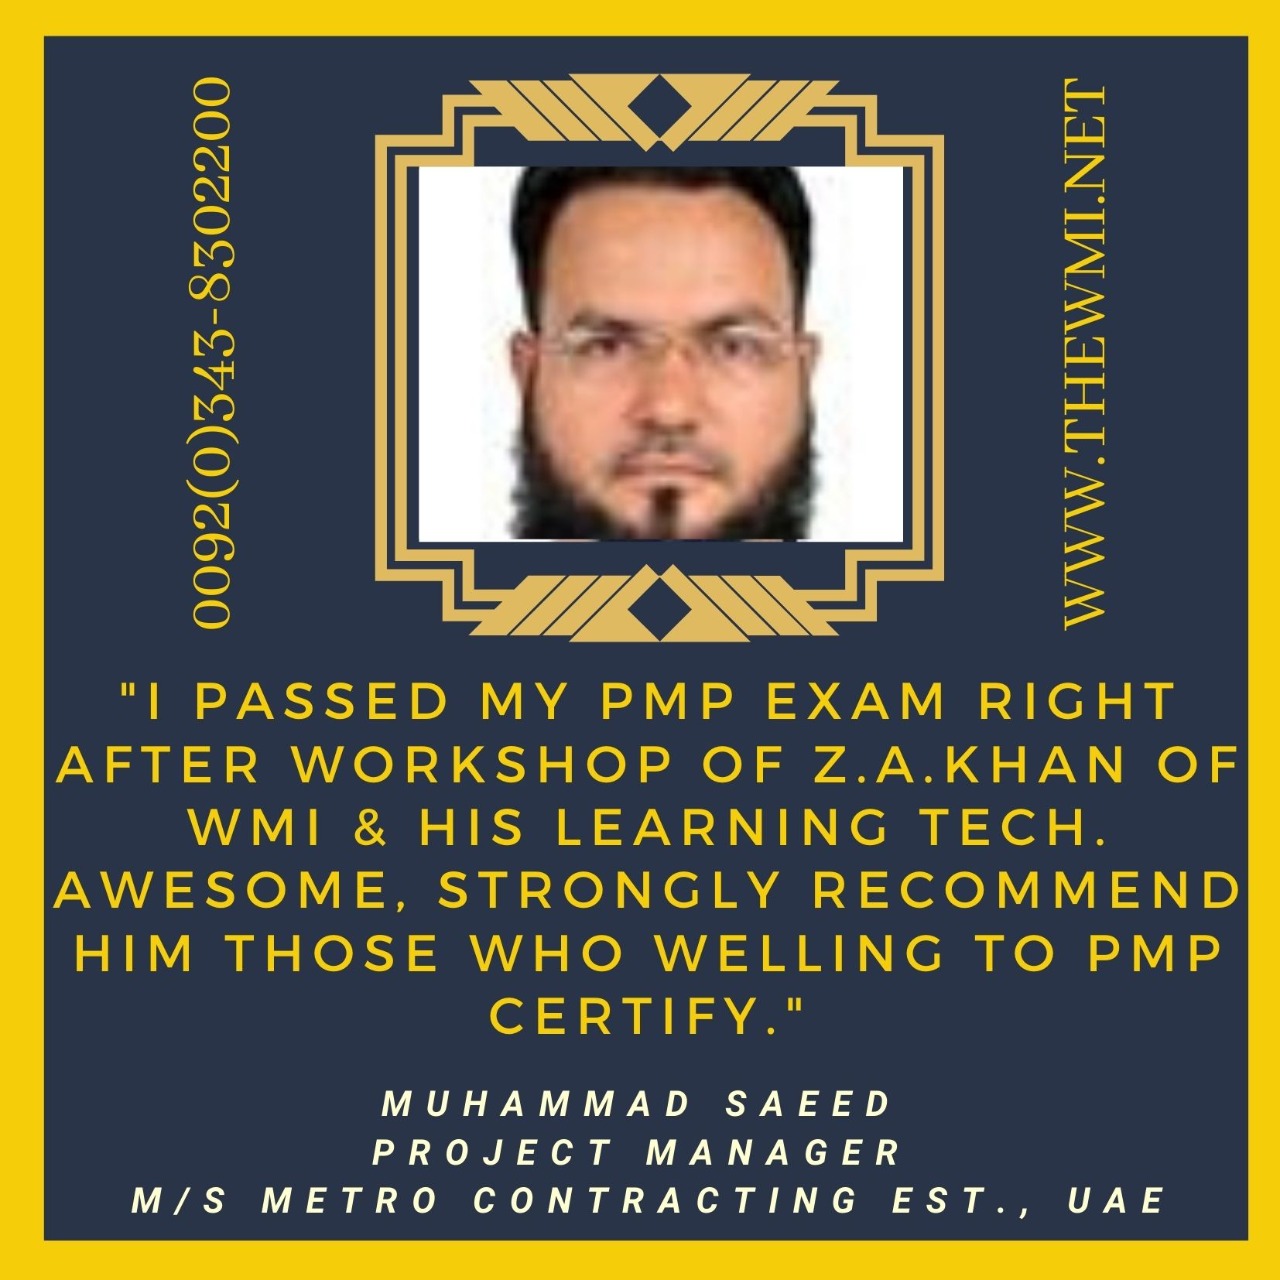 0092(0)343-8302200
WWW.THEWMI.NET
"I PASSED MY PMP EXAM RIGHT
AFTER WORKSHOP OF Z.A.KHAN OF
WMI & HIS LEARNING TECH.
AWESOME, STRONGLY RECOMMEND
HIM THOSE WHO WELLING TO PMP
CERTIFY."
MUHAMMAD SAEED
PROJECT MANAGER
M/S METRO CONTRACTING EST., UAE